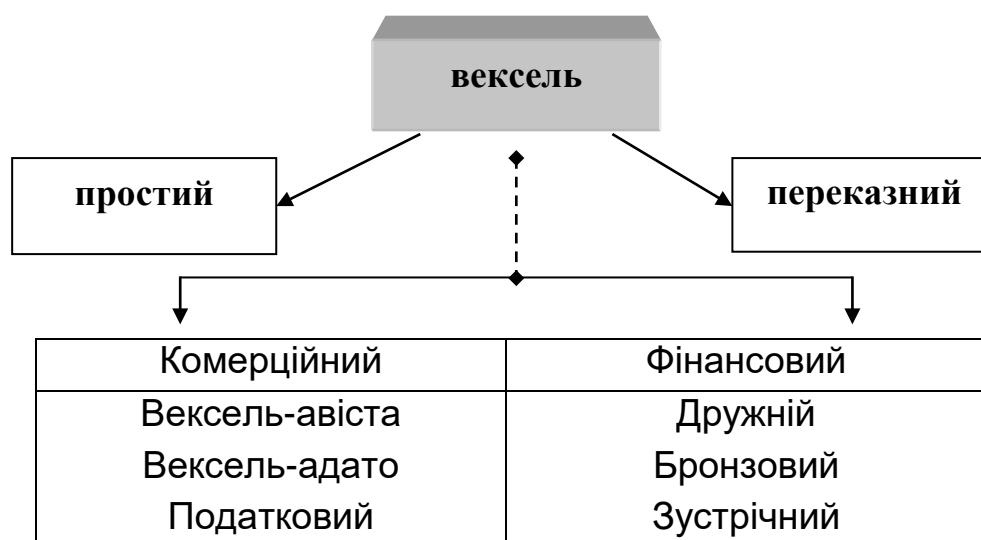 вексель
простий
переказний
Комерційний
Фінансовий
Вексель-авіста
Дружній
Вексель-адато
Бронзовий
Податковий
Зустрічний